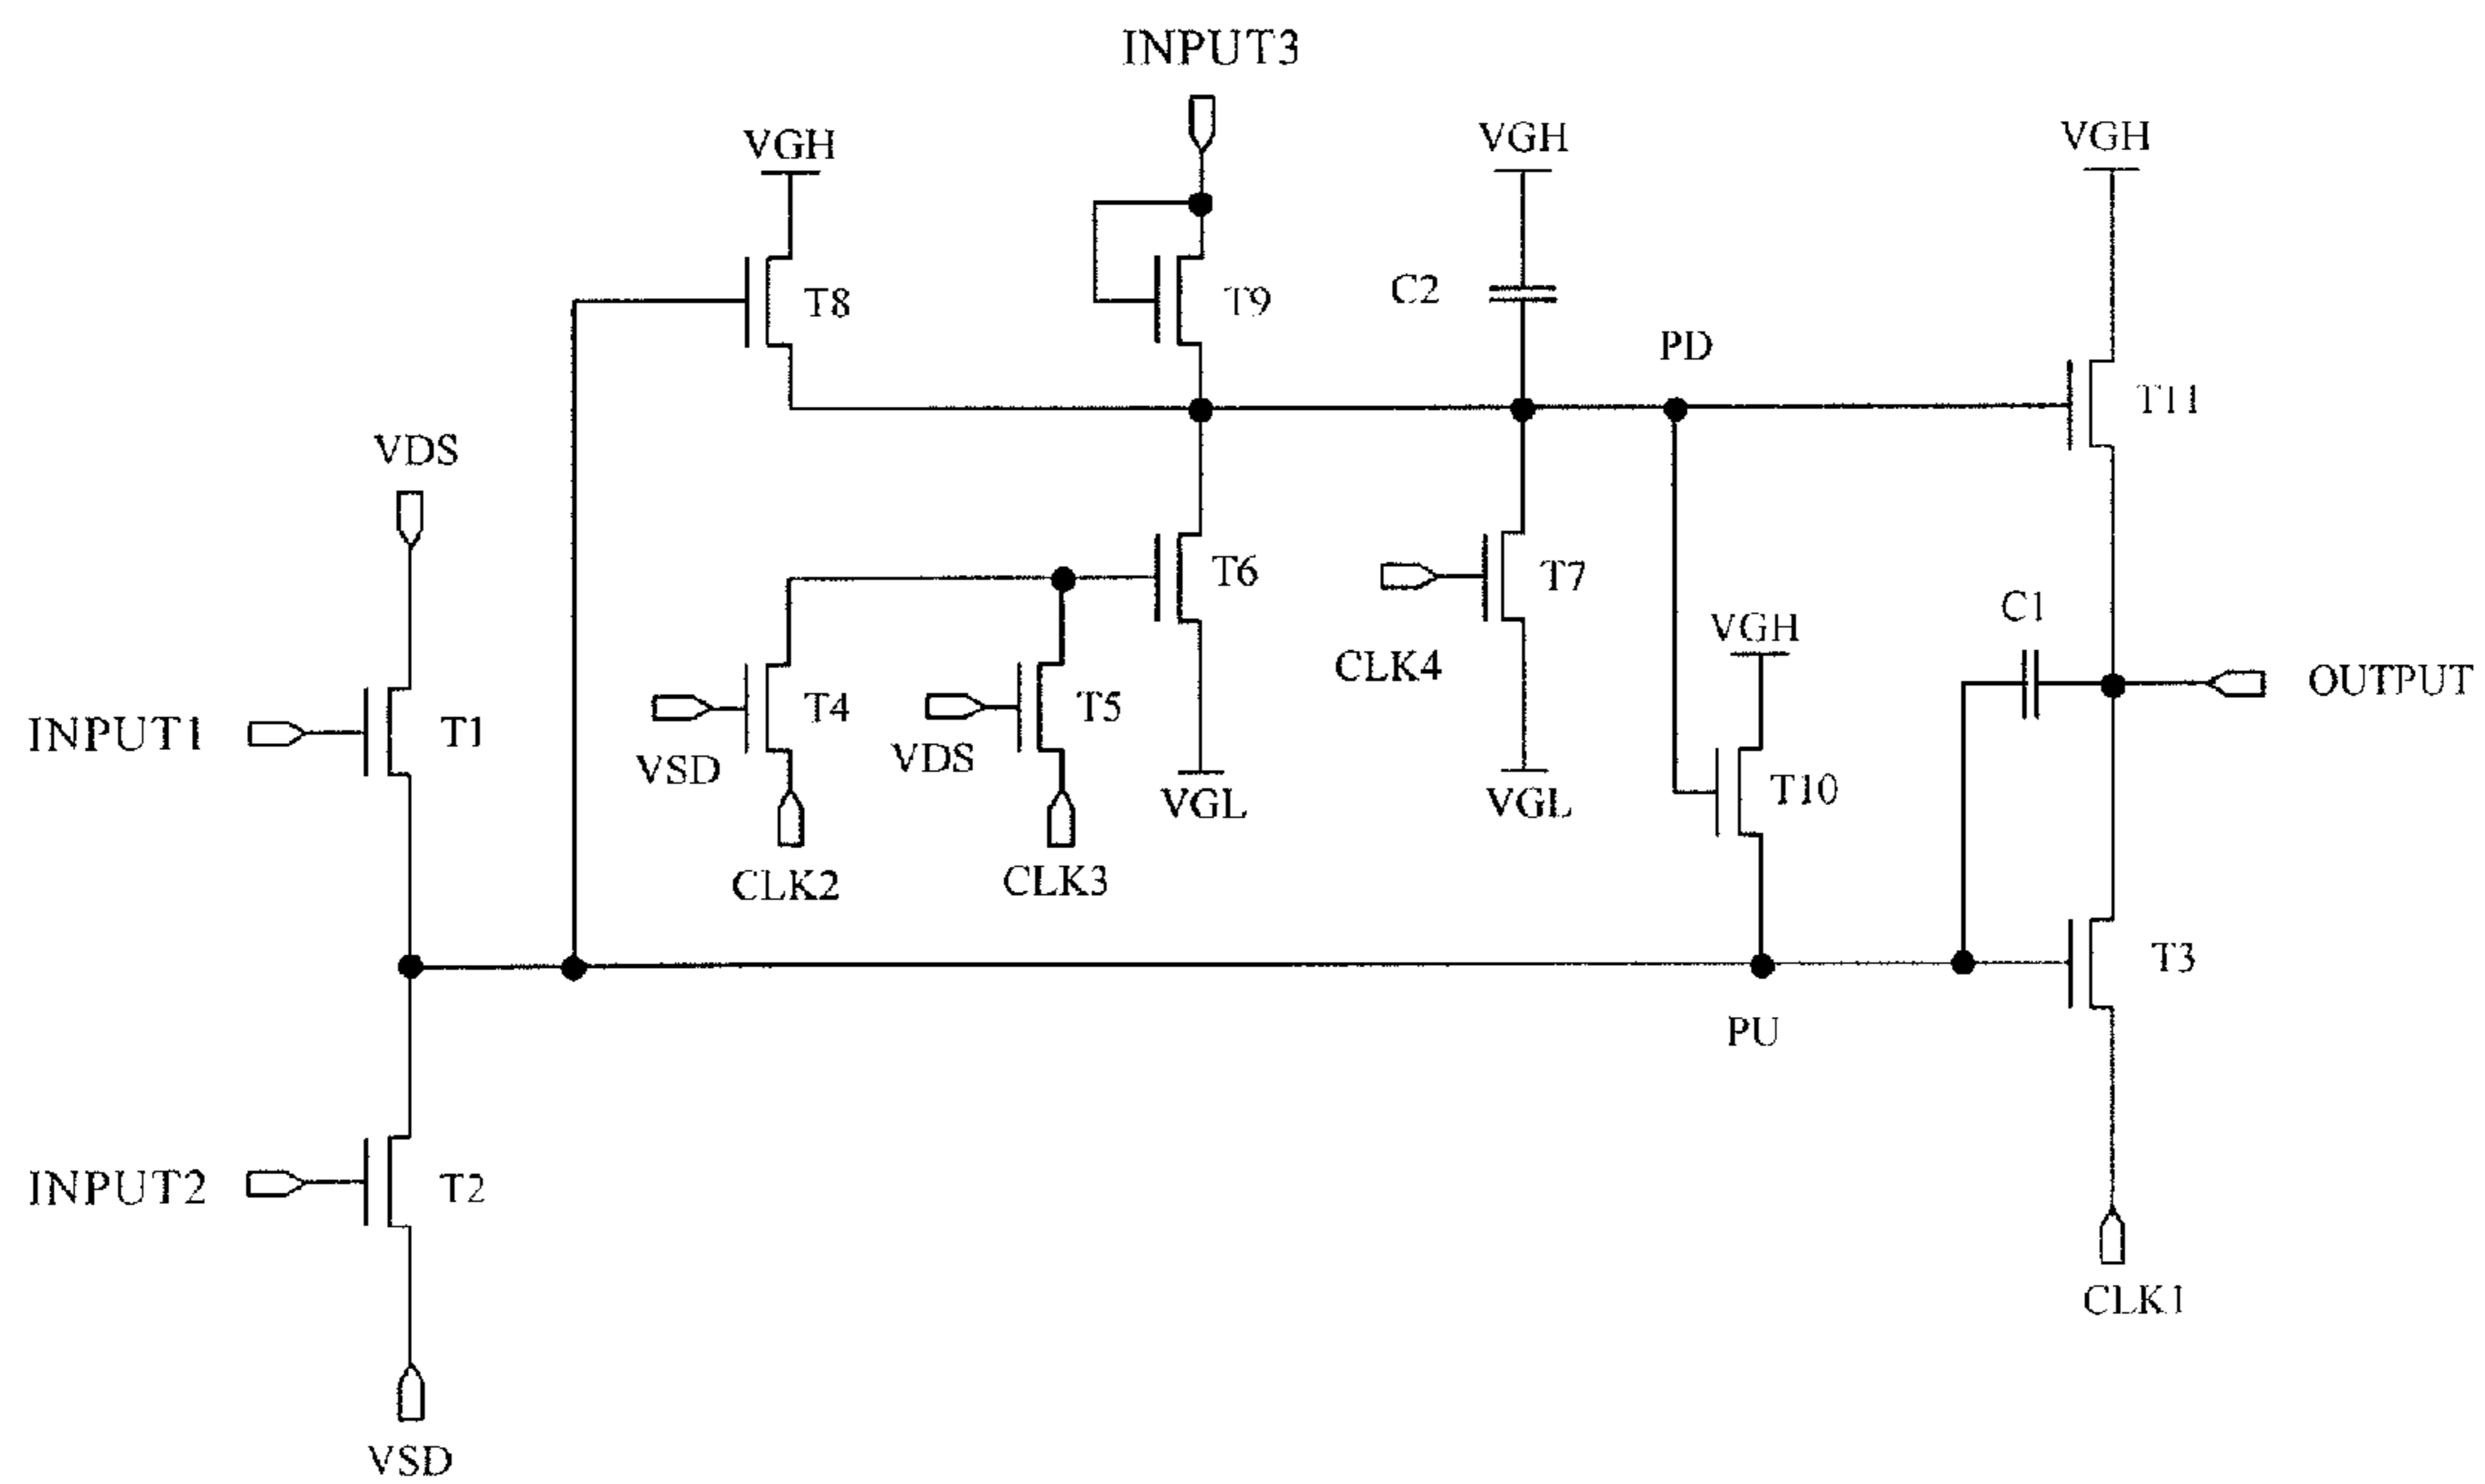 INPUT3
VGH
VGH
VGH
T8
T9
C2
PD
T11
VDS
T6
T7
C1
VGH
CLK4
OUTPUT
INPUT1
T1
T4
T5
VSD
VDS
VGL
VGL
T10
CLK2
CLK3
T3
PU
INPUT2
T2
CLK1
VSD